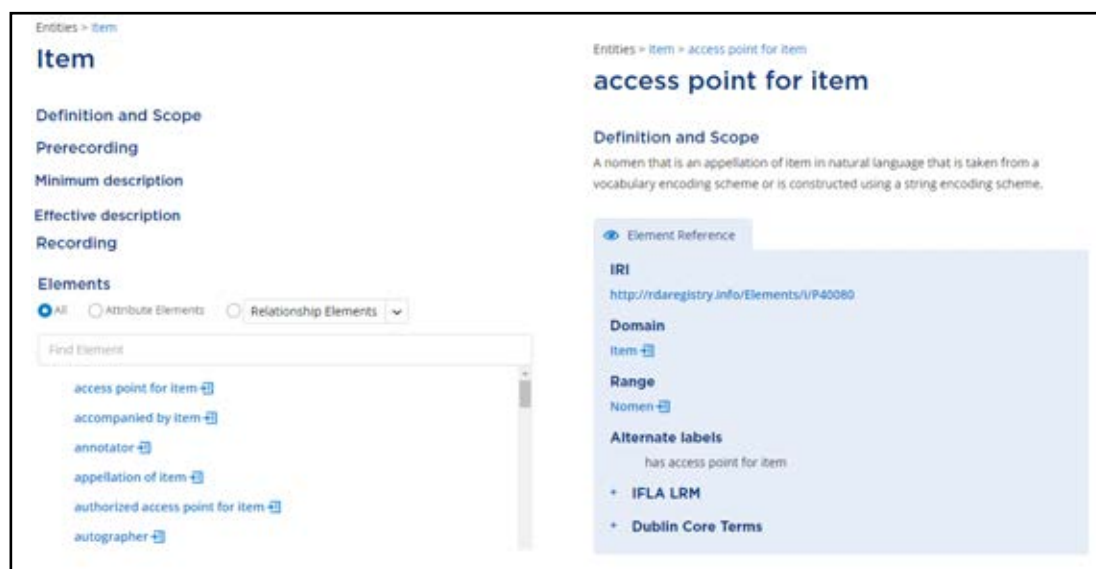 Entities > Item
Item
Definition and Scope
Prerecording
Minimum description
Effective description
Recording
Elements
All Attribute Elements Relationship Elements
Find Element
access point for item
accompanied by item
annotator
appellation of item
authorized access point for item
autographer
Entities > Item > access point for item
access point for item
Definition and Scope
A nomen that is an appellation of item in natural language that is taken from a
vocabulary encoding scheme or is constructed using a string encoding scheme.
Element Reference
IRI
http://rdaregistry.info/Elements/i/P40080
Domain
Item
Range
Nomen
Alternate labels
has access point for item
+ IFLA LRM
+ Dublin Core Terms